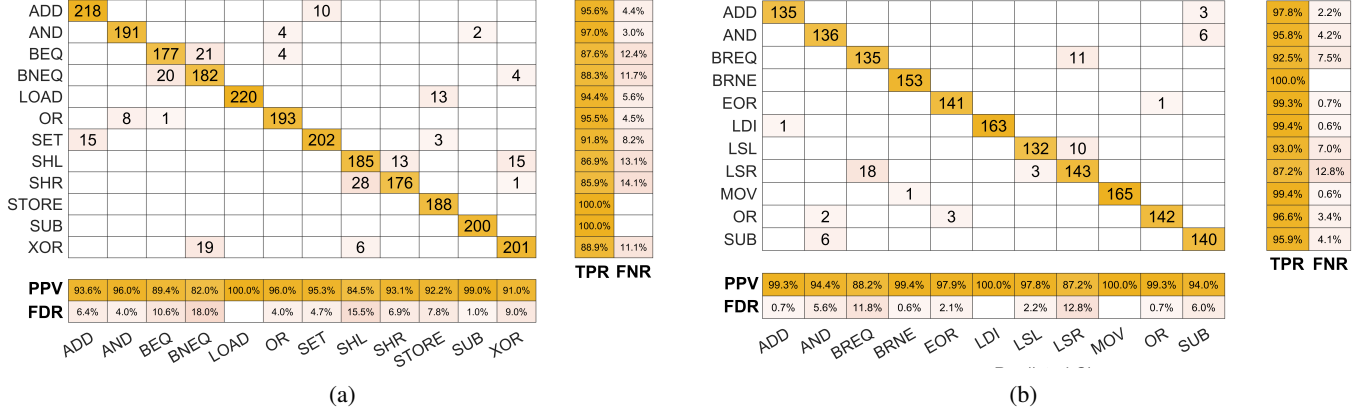 ADD 218 10 95.6% 4.4%
AND 191 4 2 97.0% 3.0%
BEQ 177 21 4 87.6% 12.4%
BNEQ 20 182 4 88.3% 11.7%
LOAD 220 13 94.4% 5.6%
OR 8 1 193 95.5% 4.5%
SET 15 202 3 91.8% 8.2%
SHL 185 13 15 86.9% 13.1%
SHR 28 176 1 85.9% 14.1%
STORE 188 100.0%
SUB 200 100.0%
XOR 19 6 201 88.9% 11.1%
TPR FNR
PPV 93.6% 96.0% 89.4% 82.0% 100.0% 96.0% 95.3% 84.5% 93.1% 92.2% 99.0% 91.0%
FDR 6.4% 4.0% 10.6% 18.0% 4.0% 4.7% 15.5% 6.9% 7.8% 1.0% 9.0%
ADD AND BEQ BNEQ LOAD OR SET SHL SHR STORE SUB XOR
(a)
ADD 135 3 97.8% 2.2%
AND 136 6 95.8% 4.2%
BREQ 135 11 92.5% 7.5%
BRNE 153 100.0%
EOR 141 1 99.3% 0.7%
LDI 1 163 99.4% 0.6%
LSL 132 10 93.0% 7.0%
LSR 18 3 143 87.2% 12.8%
MOV 1 165 99.4% 0.6%
OR 2 3 142 96.6% 3.4%
SUB 6 140 95.9% 4.1%
TPR FNR
PPV 99.3% 94.4% 88.2% 99.4% 97.9% 100.0% 97.8% 87.2% 100.0% 99.3% 94.0%
FDR 0.7% 5.6% 11.8% 0.6% 2.1% 2.2% 12.8% 0.7% 6.0%
ADD AND BREQ BRNE EOR LDI LSL LSR MOV OR SUB
(b)